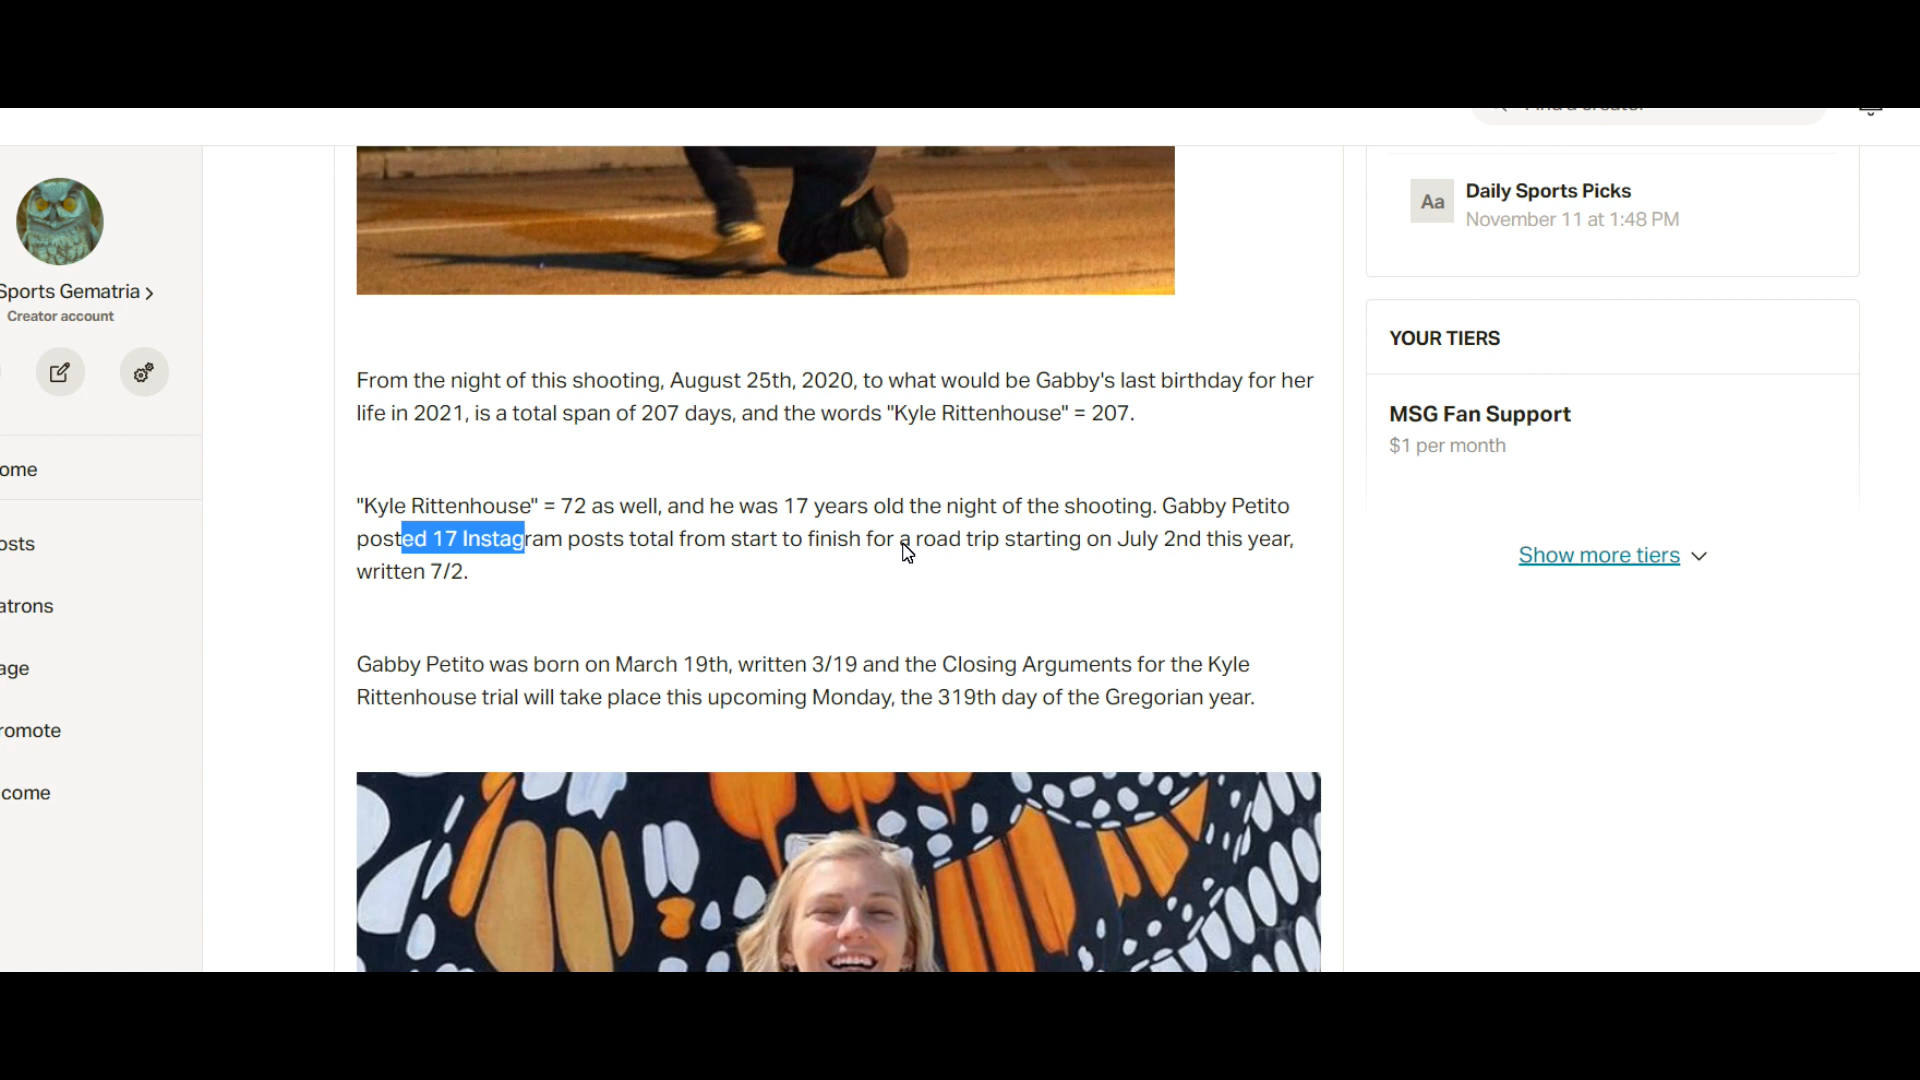 Sports Gematria
Creator account
ome
osts
atrons
age
romote
come
From the night of this shooting, August 25th, 2020, to what would be Gabby's last birthday for her
life in 2021, is a total span of 207 days, and the words "Kyle Rittenhouse" = 207.
"Kyle Rittenhouse" = 72 as well, and he was 17 years old the night of the shooting. Gabby Petito
posted 17 Instagram posts total from start to finish for a road trip starting on July 2nd this year,
written 7/2.
Gabby Petito was born on March 19th, written 3/19 and the Closing Arguments for the Kyle
Rittenhouse trial will take place this upcoming Monday, the 319th day of the Gregorian year.
Find a creator
Aa
Daily Sports Picks
November 11 at 1:48 PM
YOUR TIERS
MSG Fan Support
$1 per month
Show more tiers